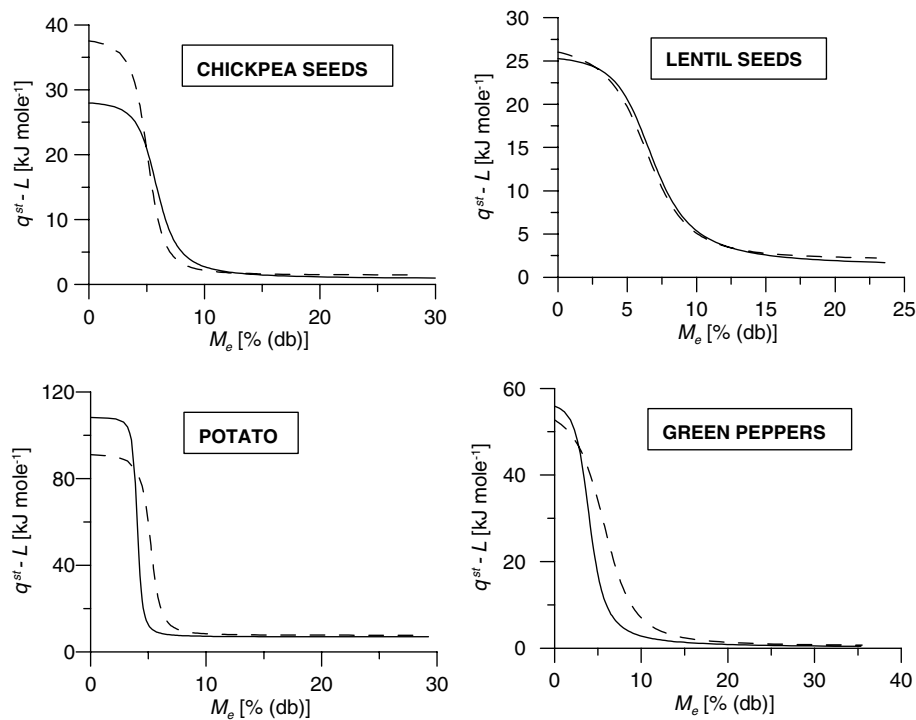 CHICKPEA SEEDS
q^st - L [kJ mole^-1]
40
30
20
10
0
0 10 20 30
M_e [% (db)]
LENTIL SEEDS
q^st - L [kJ mole^-1]
30
25
20
15
10
5
0
0 5 10 15 20 25
M_e [% (db)]
POTATO
q^st - L [kJ mole^-1]
120
80
40
0
0 10 20 30
M_e [% (db)]
GREEN PEPPERS
q^st - L [kJ mole^-1]
60
40
20
0
0 10 20 30 40
M_e [% (db)]